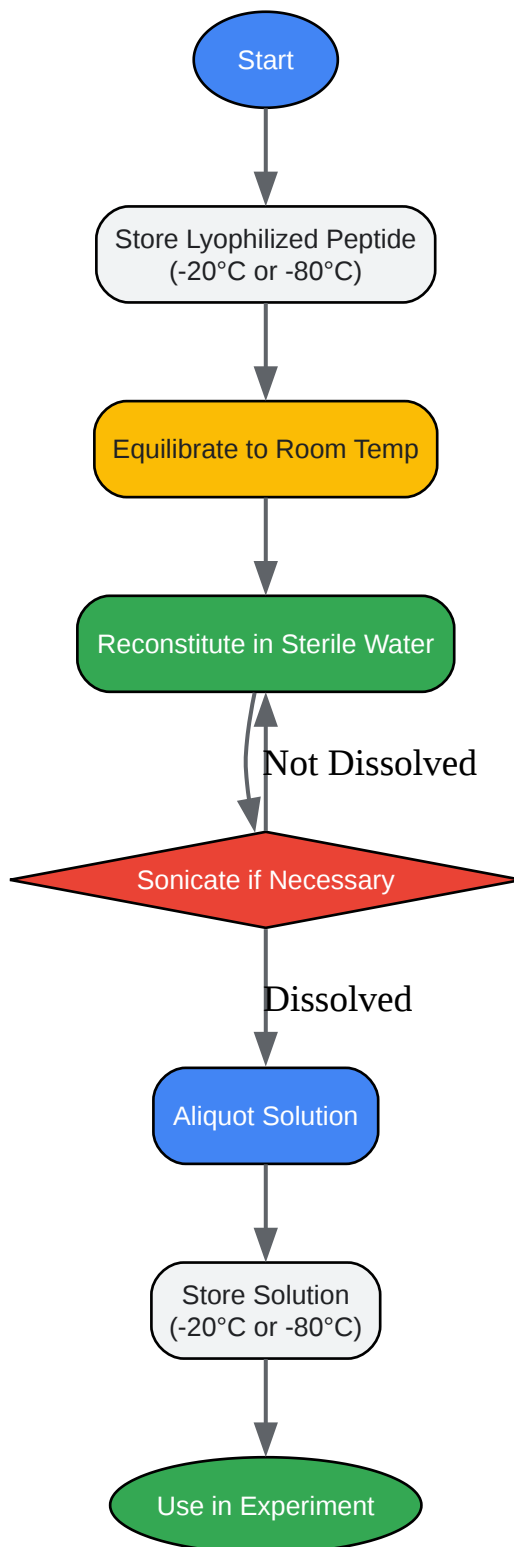 Start
Store Lyophilized Peptide
(-20°C or -80°C)
Equilibrate to Room Temp
Reconstitute in Sterile Water
Not Dissolved
Sonicate if Necessary
Dissolved
Aliquot Solution
Store Solution
(-20°C or -80°C)
Use in Experiment